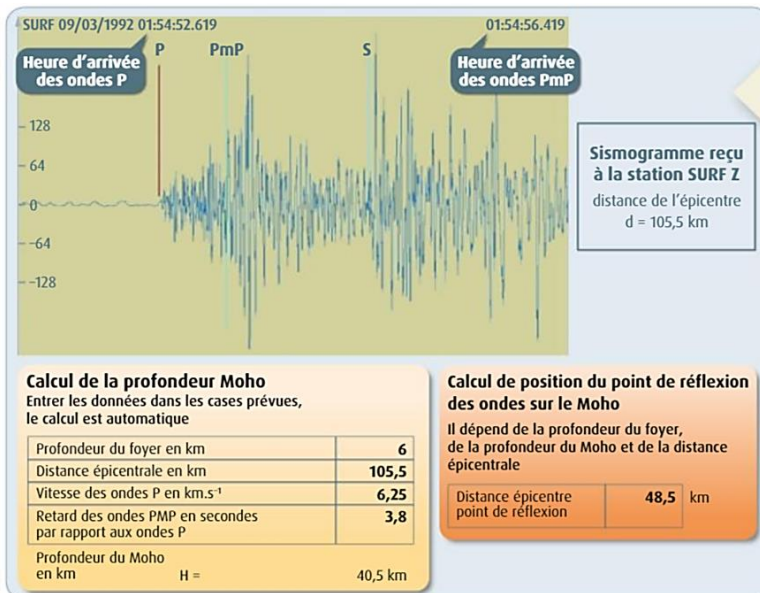 SURF 09/03/1992 01:54:52.619
01:54:56.419
Heure d'arrivée
des ondes P
P
PmP
S
Heure d'arrivée
des ondes PmP
128
64
0
-64
-128
Sismogramme reçu
à la station SURF Z
distance de l'épicentre
d = 105,5 km
Calcul de la profondeur Moho
Entrer les données dans les cases prévues,
le calcul est automatique
Profondeur du foyer en km 6
Distance épicentrale en km 105,5
Vitesse des ondes P en km.s⁻¹ 6,25
Retard des ondes PMP en secondes
par rapport aux ondes P 3,8
Profondeur du Moho
en km H = 40,5 km
Calcul de position du point de réflexion
des ondes sur le Moho
Il dépend de la profondeur du foyer,
de la profondeur du Moho et de la distance
épicentrale
Distance épicentre
point de réflexion 48,5 km